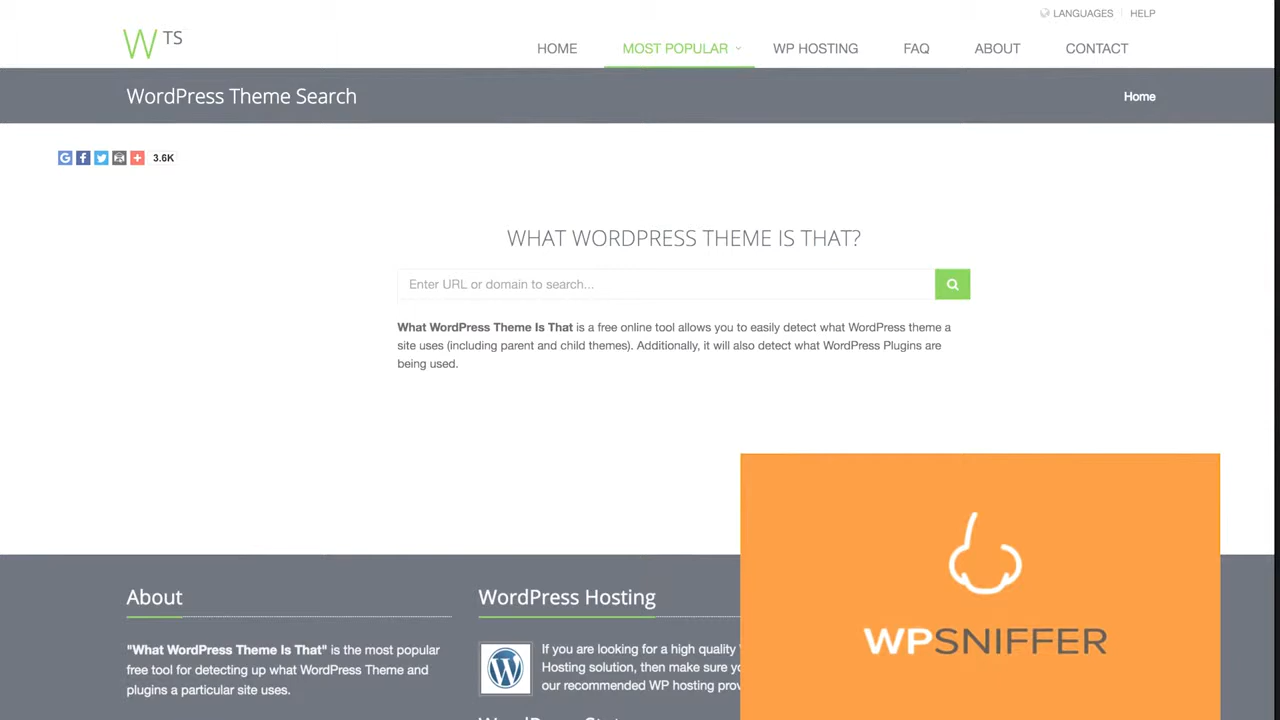 LANGUAGES
HELP
W TS
HOME
MOST POPULAR
WP HOSTING
FAQ
ABOUT
CONTACT
WordPress Theme Search
Home
3.6K
WHAT WORDPRESS THEME IS THAT?
Enter URL or domain to search...
What WordPress Theme Is That is a free online tool allows you to easily detect what WordPress theme a
site uses (including parent and child themes). Additionally, it will also detect what WordPress Plugins are
being used.
About
"What WordPress Theme Is That" is the most popular
free tool for detecting up what WordPress Theme and
plugins a particular site uses.
WordPress Hosting
If you are looking for a high quality
Hosting solution, then make sure
our recommended WP hosting
WPSNIFFER